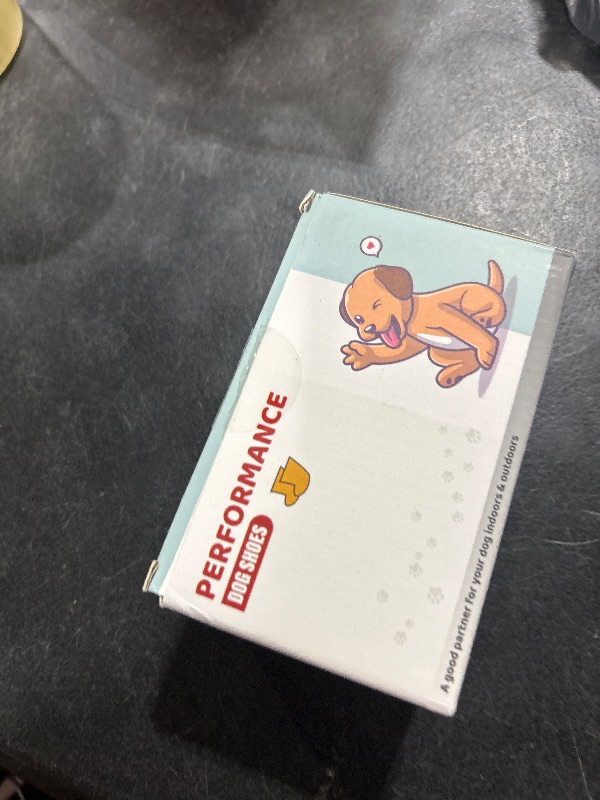 PERFORMANCE
DOG SHOES
A good partner for your dog indoors & outdoors